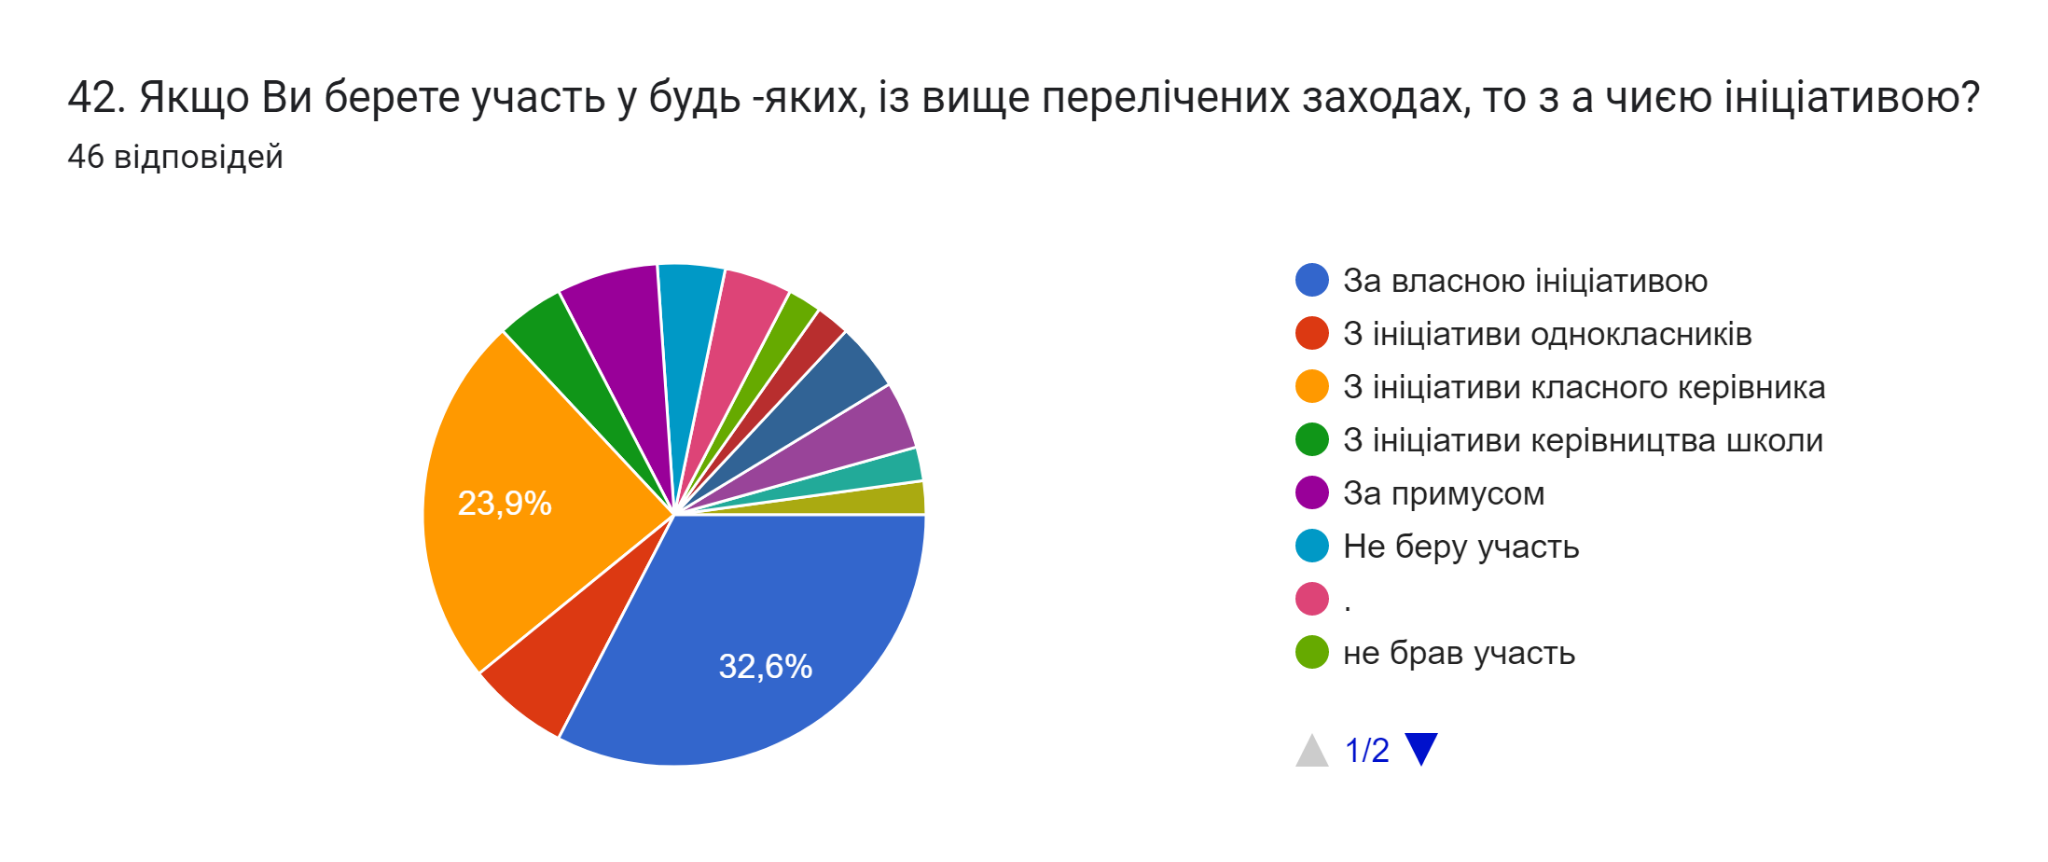 42. Якщо Ви берете участь у будь -яких, із вище перелічених заходах, то з а чиєю ініціативою?
46 відповідей
За власною ініціативою
З ініціативи однокласників
З ініціативи класного керівника
З ініціативи керівництва школи
За примусом
Не беру участь
.
не брав участь
1/2
23,9%
32,6%